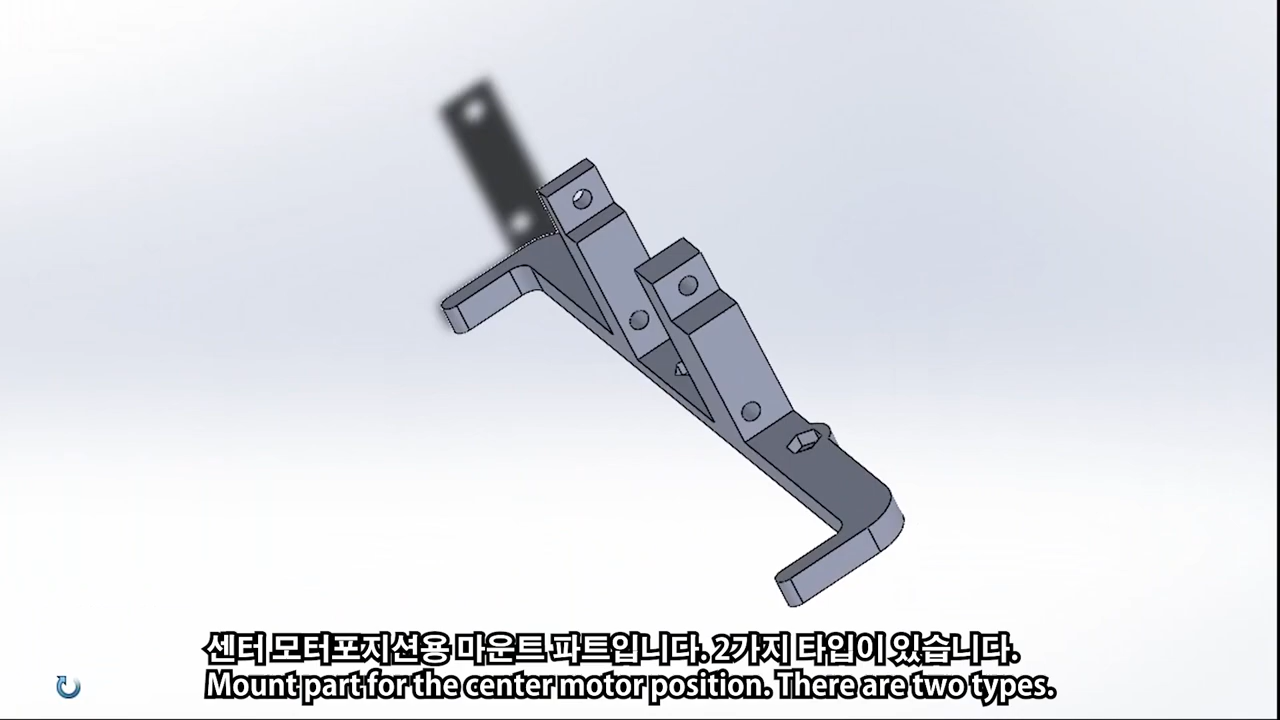 센터 모터포지션용 마운트 파트입니다. 2가지 타입이 있습니다.
Mount part for the center motor position. There are two types.